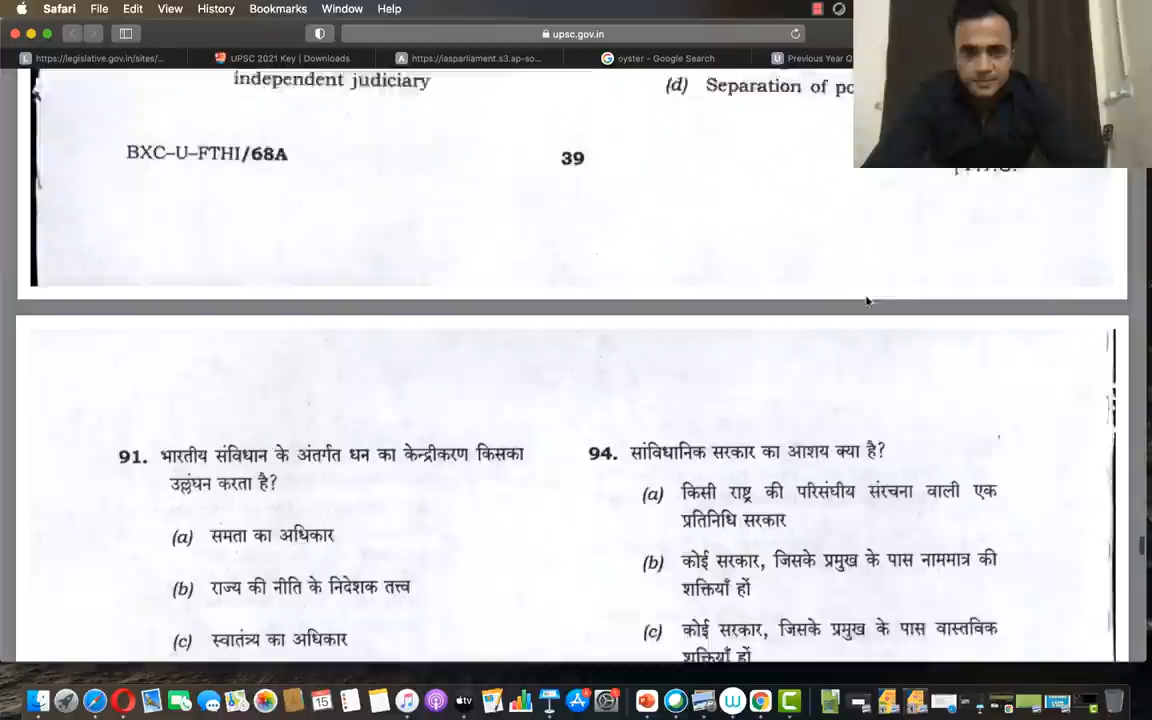 Safari File Edit View History Bookmarks Window Help
upsc.gov.in
https://legislative.gov.in/sites/...
UPSC 2021 Key | Downloads
https://iasparliament.s3.ap-so...
oyster - Google Search
Previous Year Q
independent judiciary
(d) Separation of po
BXC–U–FTHI/68A
39
91. भारतीय संविधान के अंतर्गत धन का केन्द्रीकरण किसका
उल्लंघन करता है?
(a) समता का अधिकार
(b) राज्य की नीति के निदेशक तत्त्व
(c) स्वातंत्र्य का अधिकार
94. सांविधानिक सरकार का आशय क्या है?
(a) किसी राष्ट्र की परिसंघीय संरचना वाली एक
प्रतिनिधि सरकार
(b) कोई सरकार, जिसके प्रमुख के पास नाममात्र की
शक्तियाँ हों
(c) कोई सरकार, जिसके प्रमुख के पास वास्तविक
शक्तियाँ हों